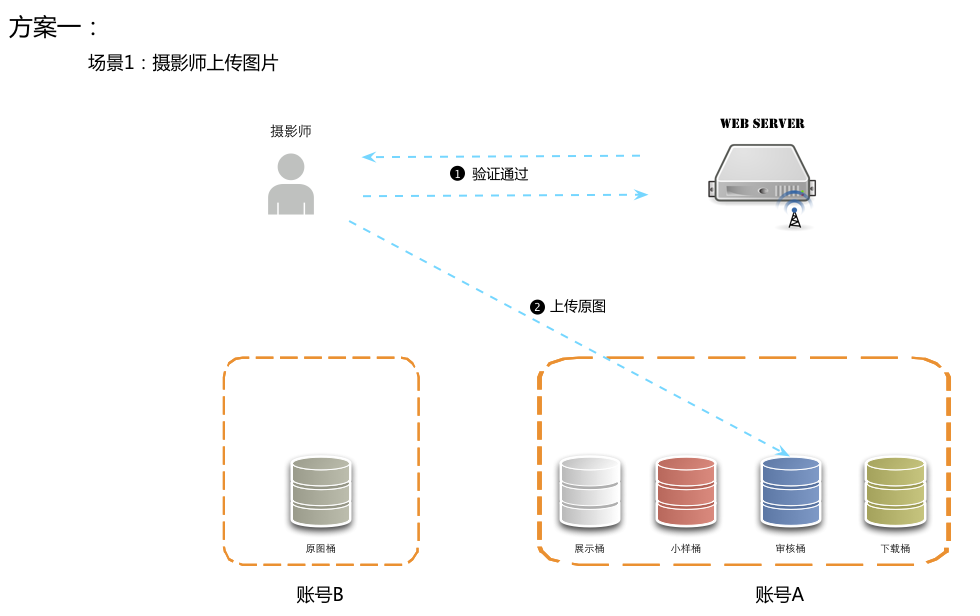 方案一：
场景1：摄影师上传图片
摄影师
WEB SERVER
1 验证通过
2 上传原图
原图桶
展示桶
小样桶
审核桶
下载桶
账号B
账号A